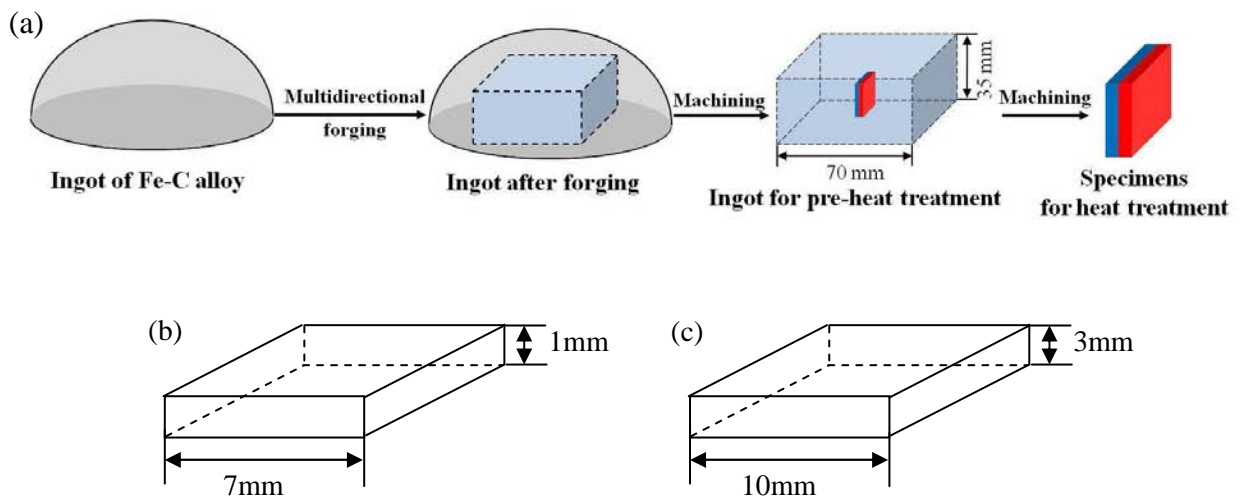 (a)
Multidirectional
forging
Machining
35 mm
Machining
70 mm
Ingot of Fe-C alloy
Ingot after forging
Ingot for pre-heat treatment
Specimens
for heat treatment
(b)
1mm
7mm
(c)
3mm
10mm